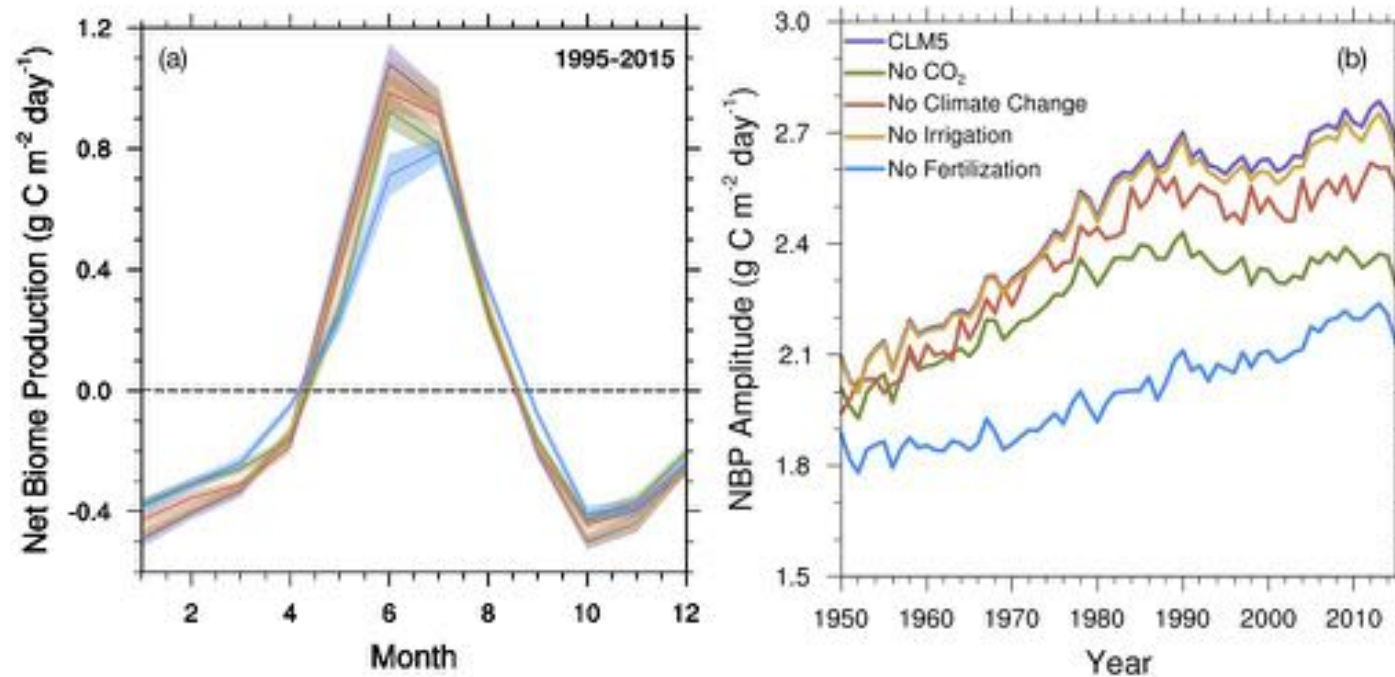 (a)
1995-2015
Net Biome Production (g C m⁻² day⁻¹)
1.2
0.8
0.4
0.0
-0.4
2 4 6 8 10 12
Month
(b)
CLM5
No CO₂
No Climate Change
No Irrigation
No Fertilization
NBP Amplitude (g C m⁻² day⁻¹)
3.0
2.7
2.4
2.1
1.8
1.5
1950 1960 1970 1980 1990 2000 2010
Year